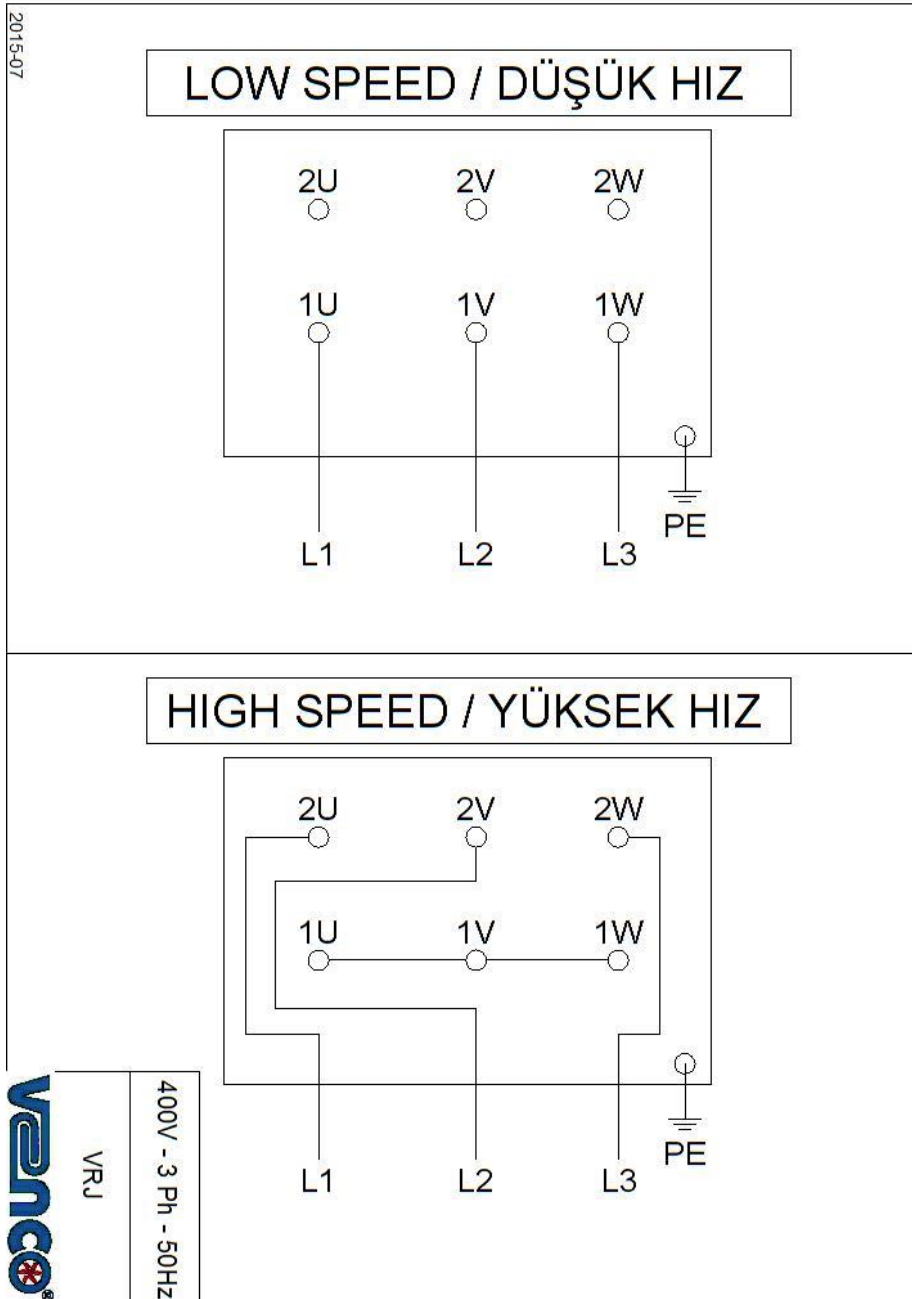 2015-07
LOW SPEED / DÜŞÜK HIZ
2U 2V 2W
1U 1V 1W
PE
L1 L2 L3
HIGH SPEED / YÜKSEK HIZ
2U 2V 2W
1U 1V 1W
PE
L1 L2 L3
400V - 3 Ph - 50Hz
VRJ
venco®